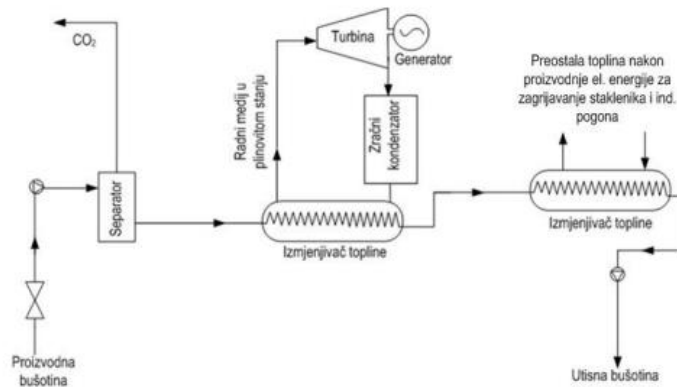 CO2
Separator
Proizvodna
bušotina
Radni medij u
plinovitom stanju
Turbina
Generator
Zračni
kondenzator
Izmjenjivač topline
Preostala toplina nakon
proizvodnje el. energije za
zagrijavanje staklenika i ind.
pogona
Izmjenjivač topline
Utisna bušotina